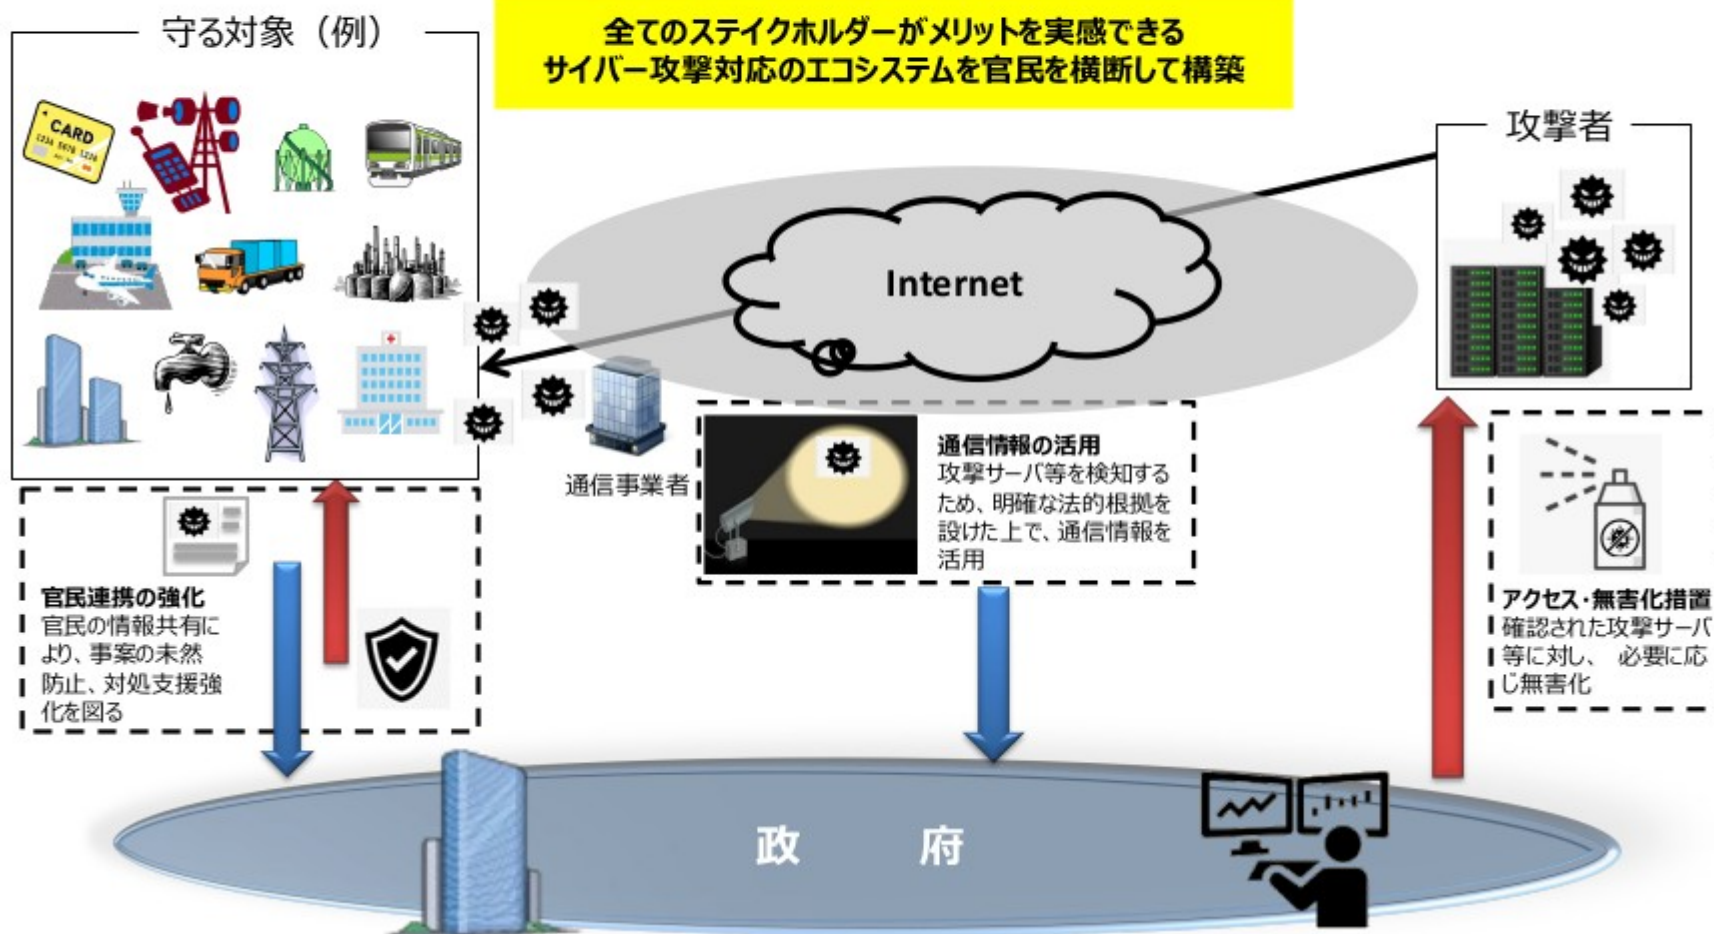 守る対象（例）
全てのステイクホルダーがメリットを実感できる
サイバー攻撃対応のエコシステムを官民を横断して構築
攻撃者
CARD
1234 5678 1234
Internet
通信事業者
通信情報の活用
攻撃サーバ等を検知する
ため、明確な法的根拠を
設けた上で、通信情報を
活用
官民連携の強化
官民の情報共有に
より、事案の未然
防止、対処支援強
化を図る
アクセス・無害化措置
確認された攻撃サーバ
等に対し、　必要に応
じ無害化
政　府